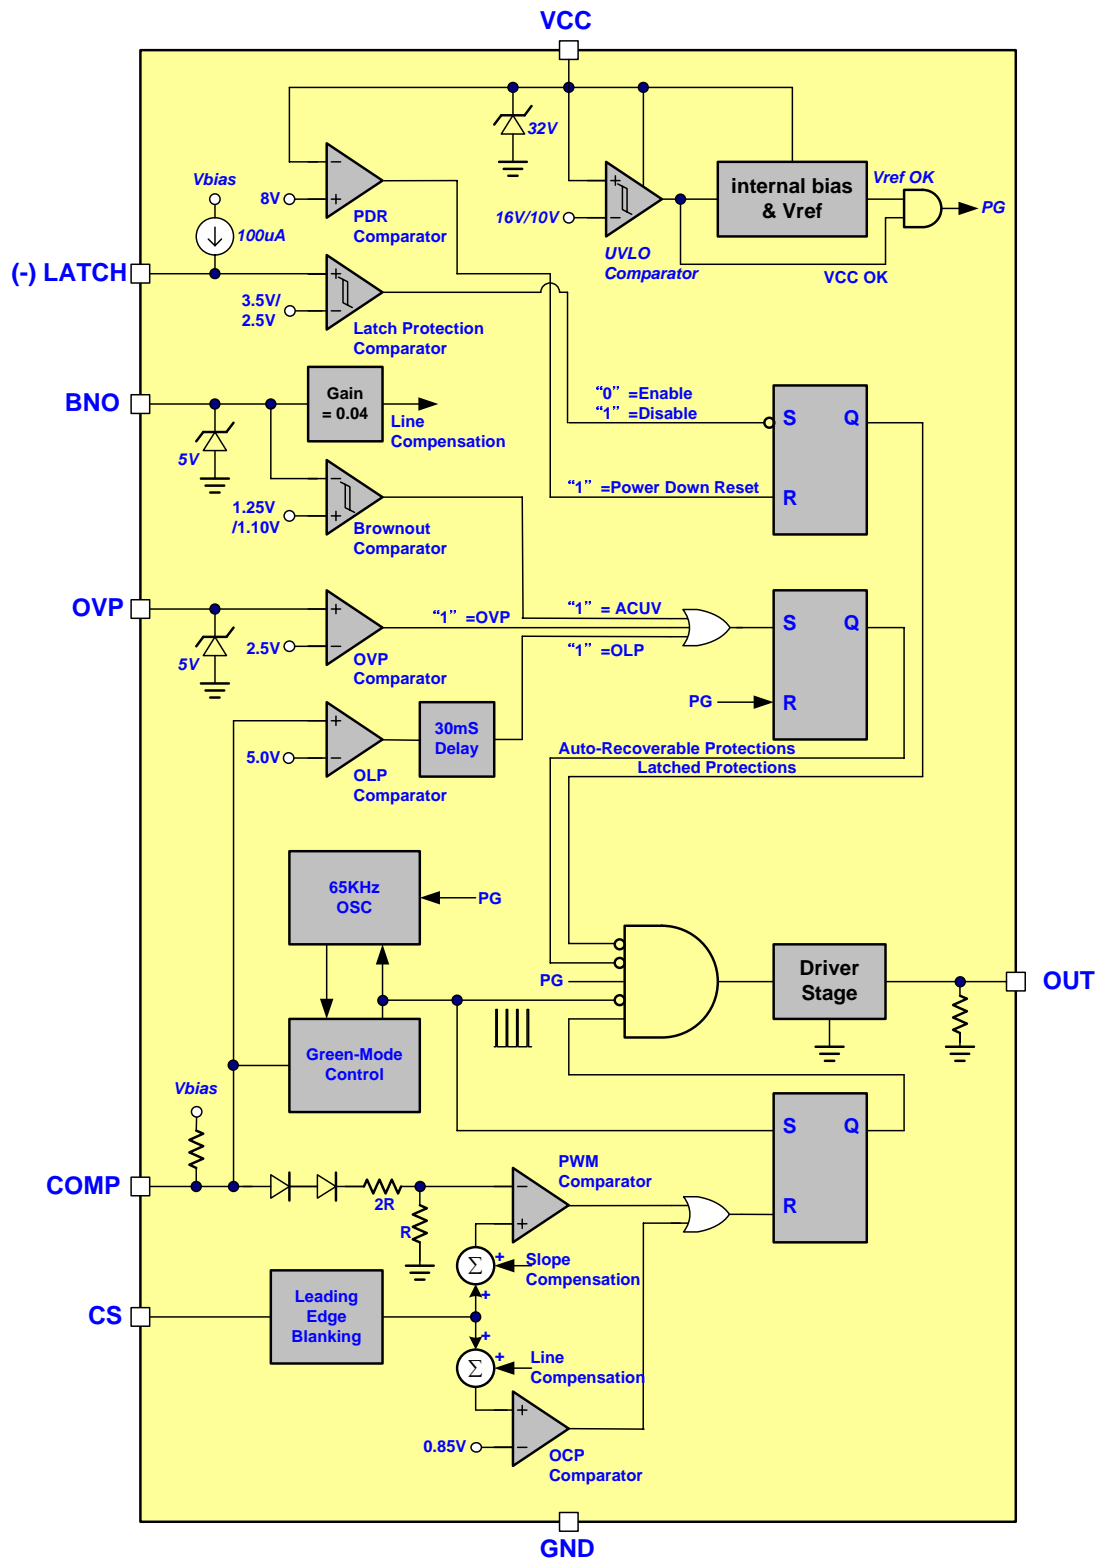 VCC
32V
Vbias
8V
PDR
Comparator
100uA
16V/10V
UVLO
Comparator
internal bias
& Vref
Vref OK
PG
VCC OK
(-) LATCH
3.5V/
2.5V
Latch Protection
Comparator
BNO
Gain
= 0.04
Line
Compensation
5V
1.25V
/1.10V
Brownout
Comparator
“0” =Enable
“1” =Disable
“1” =Power Down Reset
S
Q
R
OVP
5V
2.5V
OVP
Comparator
“1” =OVP
“1” = ACUV
“1” =OLP
S
Q
PG
R
5.0V
OLP
Comparator
30mS
Delay
Auto-Recoverable Protections
Latched Protections
65KHz
OSC
PG
Green-Mode
Control
PG
Driver
Stage
OUT
Vbias
COMP
2R
R
PWM
Comparator
S
Q
R
Σ
+
+
Slope
Compensation
CS
Leading
Edge
Blanking
+
+
Σ
Line
Compensation
0.85V
OCP
Comparator
GND